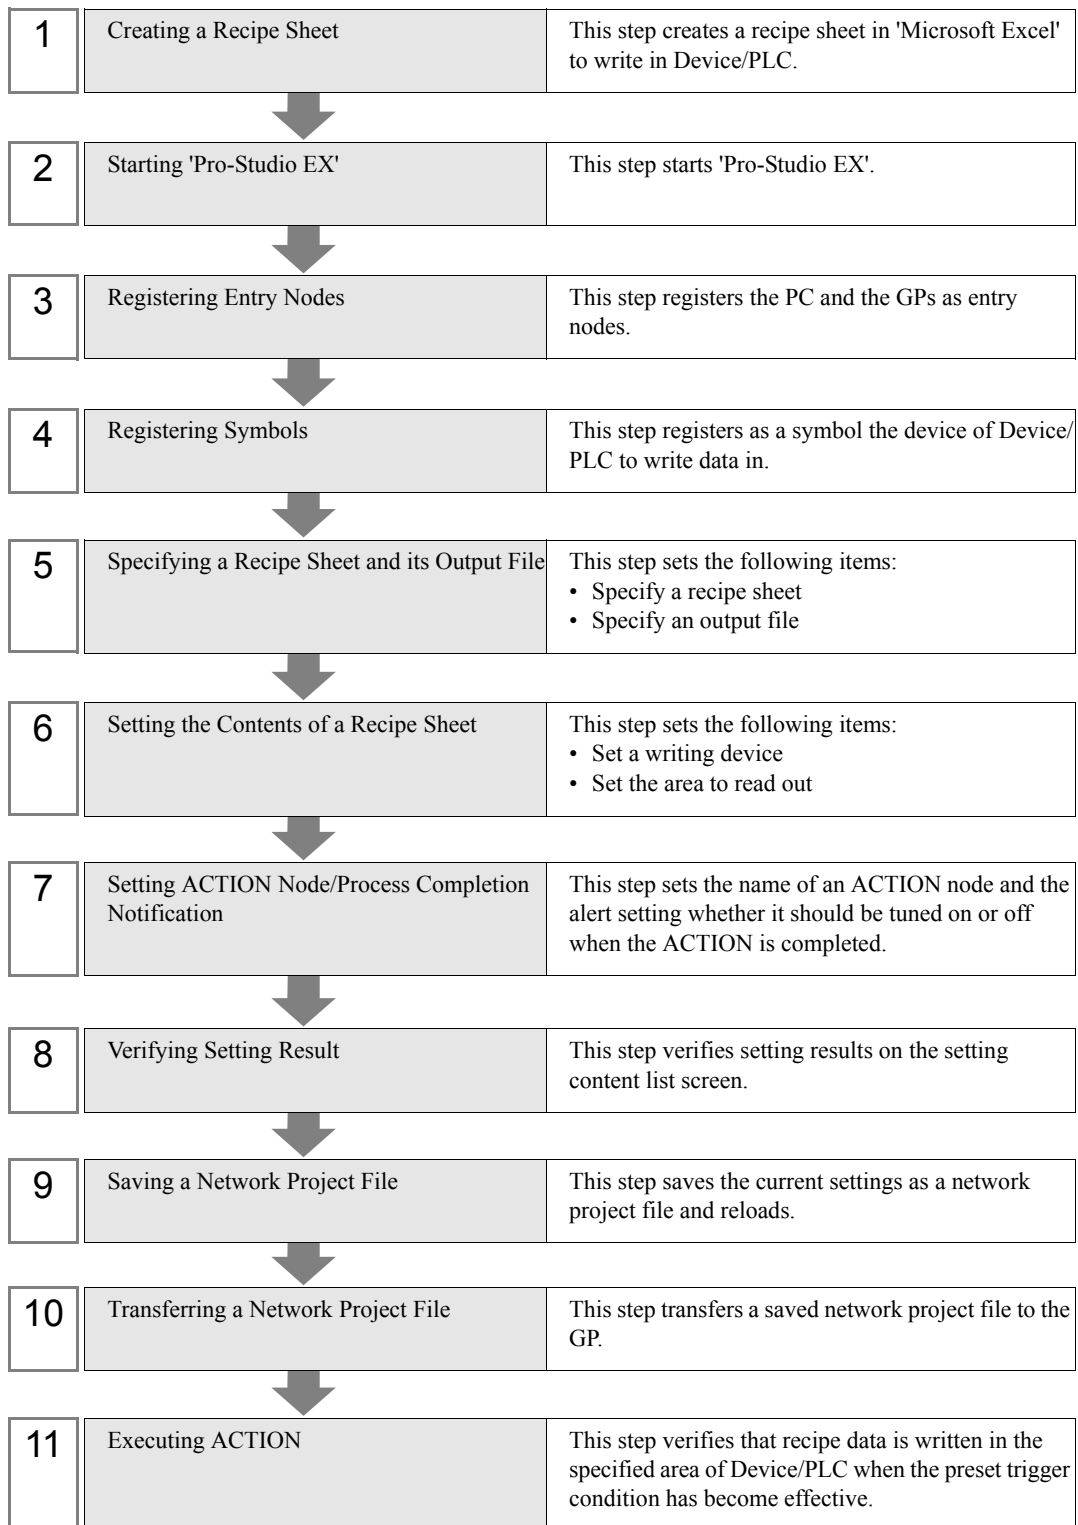 1
Creating a Recipe Sheet
This step creates a recipe sheet in 'Microsoft Excel'
to write in Device/PLC.
2
Starting 'Pro-Studio EX'
This step starts 'Pro-Studio EX'.
3
Registering Entry Nodes
This step registers the PC and the GPs as entry
nodes.
4
Registering Symbols
This step registers as a symbol the device of Device/
PLC to write data in.
5
Specifying a Recipe Sheet and its Output File
This step sets the following items:
• Specify a recipe sheet
• Specify an output file
6
Setting the Contents of a Recipe Sheet
This step sets the following items:
• Set a writing device
• Set the area to read out
7
Setting ACTION Node/Process Completion
Notification
This step sets the name of an ACTION node and the
alert setting whether it should be tuned on or off
when the ACTION is completed.
8
Verifying Setting Result
This step verifies setting results on the setting
content list screen.
9
Saving a Network Project File
This step saves the current settings as a network
project file and reloads.
10
Transferring a Network Project File
This step transfers a saved network project file to the
GP.
11
Executing ACTION
This step verifies that recipe data is written in the
specified area of Device/PLC when the preset trigger
condition has become effective.